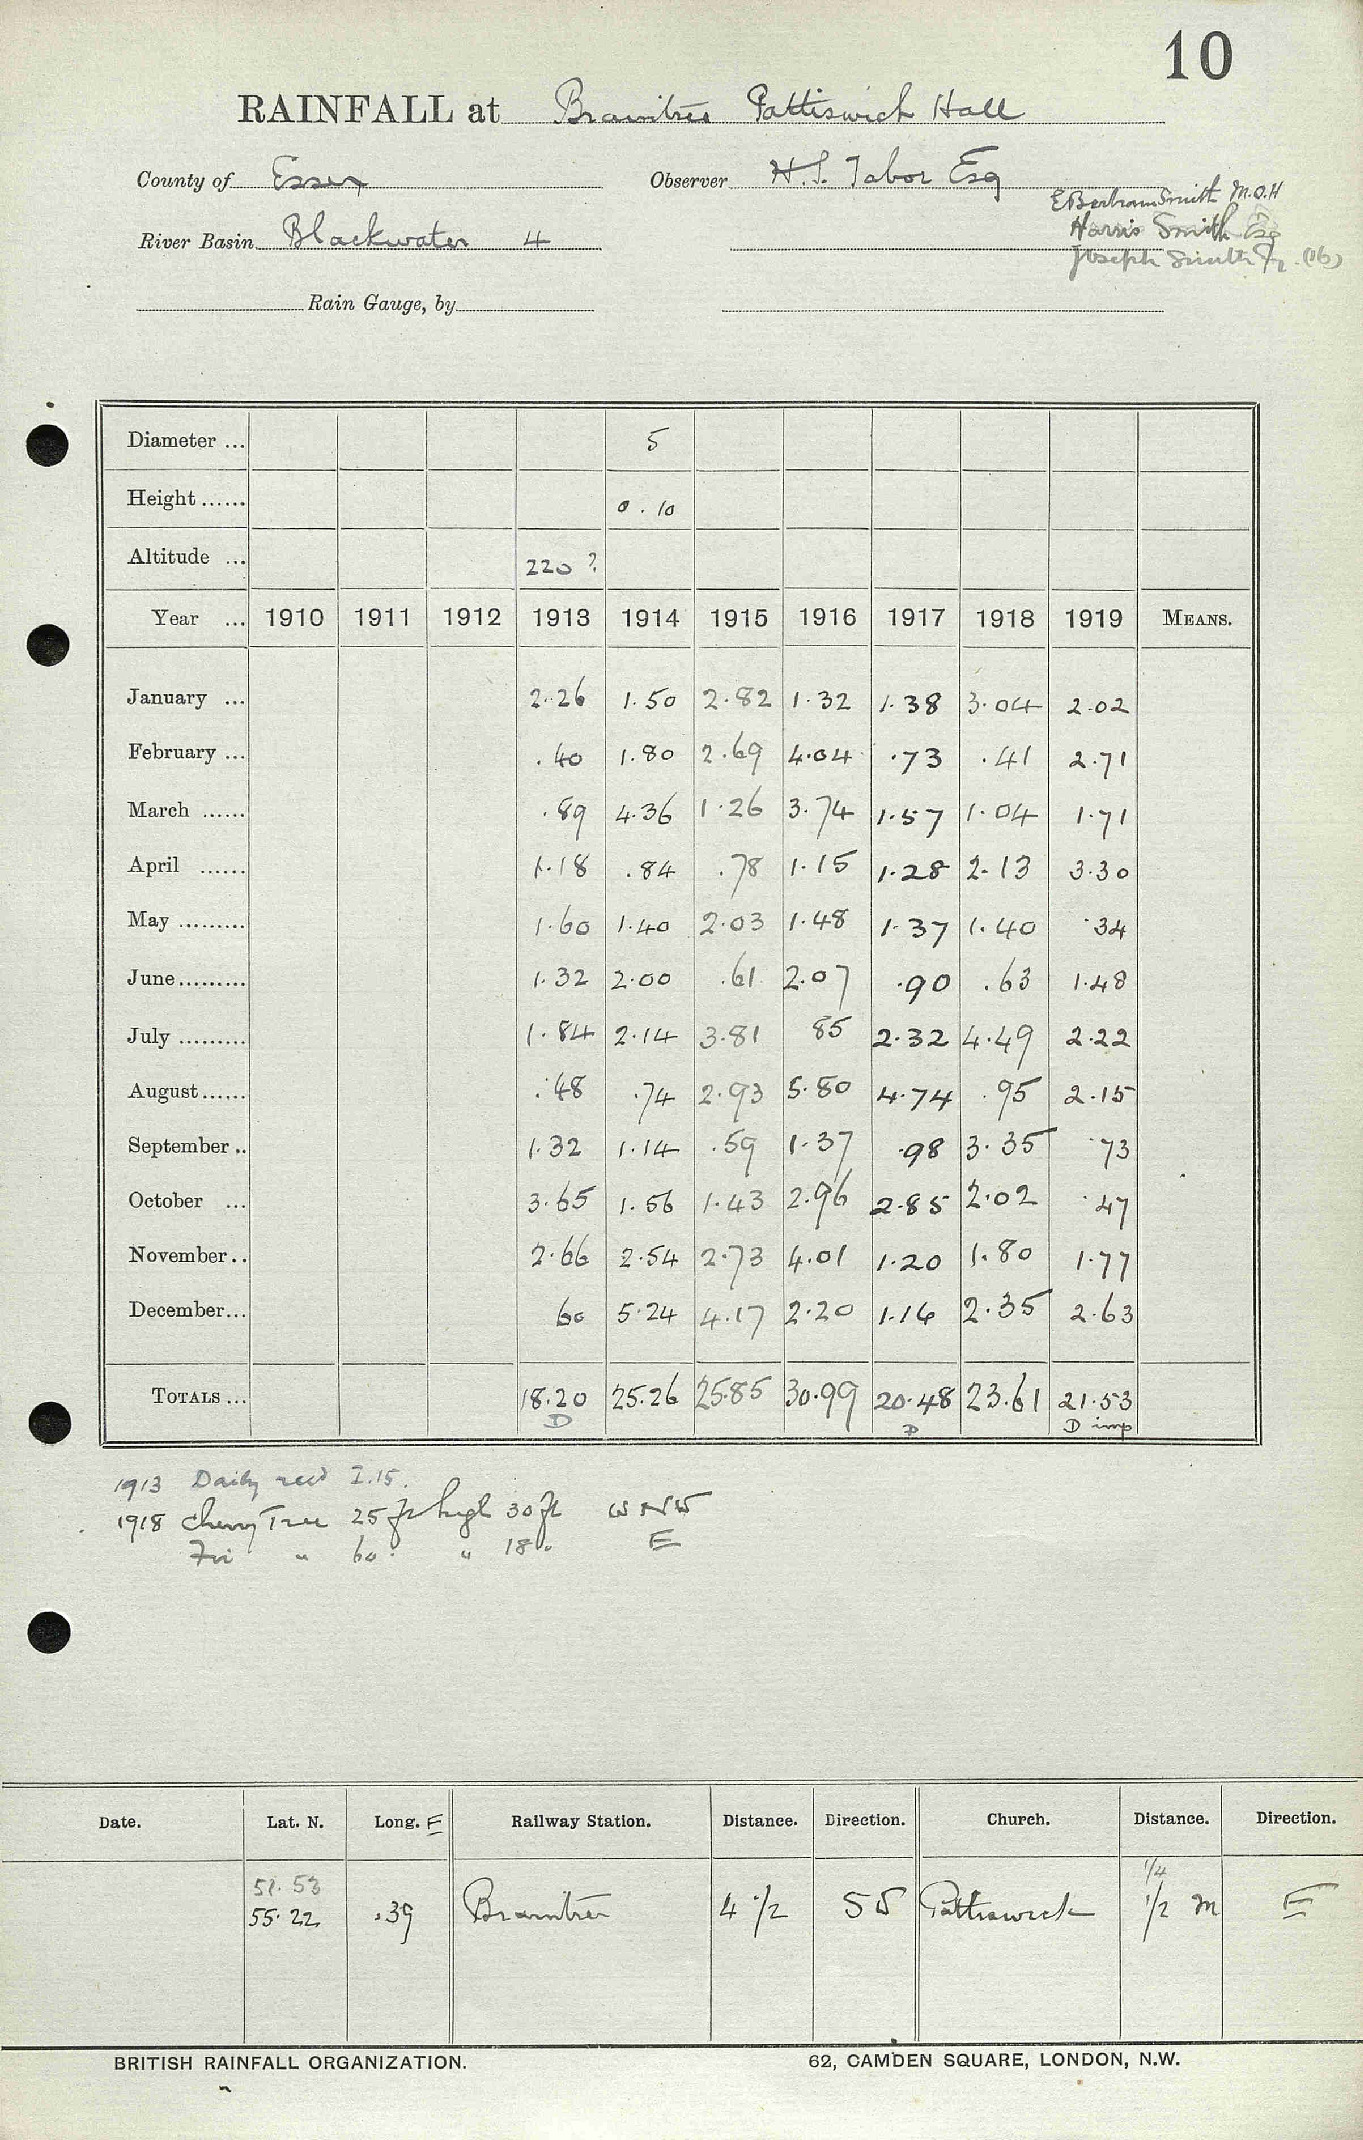 10
RAINFALL at Braintree Pattiswick Hall
County of Essex Observer H.S. Tabor Esq
E Bertram Smith M.O.H
River Basin Blackwater 4 Harris Smith Esq
Joseph Smith Jr. (16)
Rain Gauge, by
Diameter ... 5
Height ...... 0.10
Altitude ... 220 ?
Year ... 1910 1911 1912 1913 1914 1915 1916 1917 1918 1919 MEANS.
January ... 2.26 1.50 2.82 1.32 1.38 3.04 2.02
February ... .40 1.80 2.69 4.04 .73 .41 2.71
March ...... .89 4.36 1.26 3.74 1.57 1.04 1.71
April ...... 1.18 .84 .78 1.15 1.28 2.13 3.30
May ......... 1.60 1.40 2.03 1.48 1.37 1.40 .34
June......... 1.32 2.00 .61 2.07 .90 .63 1.48
July ......... 1.84 2.14 3.81 85 2.32 4.49 2.22
August...... .48 .74 2.93 5.80 4.74 .95 2.15
September .. 1.32 1.14 .59 1.37 .98 3.35 .73
October ... 3.65 1.56 1.43 2.96 2.85 2.02 .47
November.. 2.66 2.54 2.73 4.01 1.20 1.80 1.77
December... 60 5.24 4.17 2.20 1.16 2.35 2.63
TOTALS ... 18.20 25.26 25.85 30.99 20.48 23.61 21.53
D D D imp
1913 Daily recd I.15.
1918 Cherry Tree 25 ft high 30 ft WNW
Fir " 60 " 18 " E
Date. Lat. N. Long. E Railway Station. Distance. Direction. Church. Distance. Direction.
51.53 1/4
55.22 .39 Braintree 4 1/2 SW Pattiswick 1/2 m E
BRITISH RAINFALL ORGANIZATION. 62, CAMDEN SQUARE, LONDON, N.W.